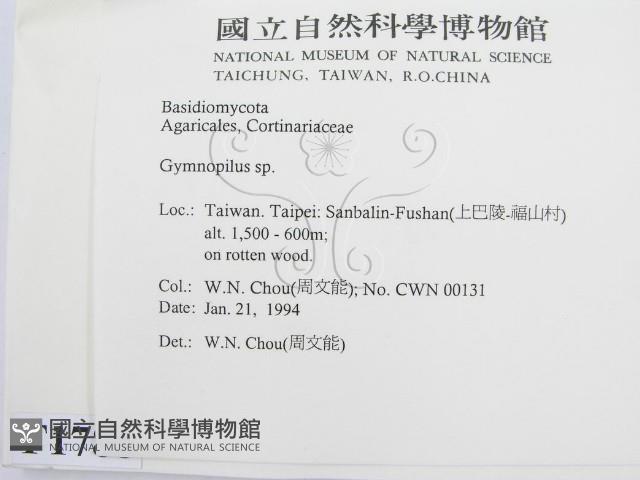 國立自然科學博物館
NATIONAL MUSEUM OF NATURAL SCIENCE
TAICHUNG, TAIWAN, R.O.CHINA
Basidiomycota
Agaricales, Cortinariaceae
Gymnopilus sp.
Loc.: Taiwan. Taipei: Sanbalin-Fushan(上巴陵-福山村)
alt. 1,500 - 600m;
on rotten wood.
Col.: W.N. Chou(周文能); No. CWN 00131
Date: Jan. 21, 1994
Det.: W.N. Chou(周文能)
國立自然科學博物館
NATIONAL MUSEUM OF NATURAL SCIENCE